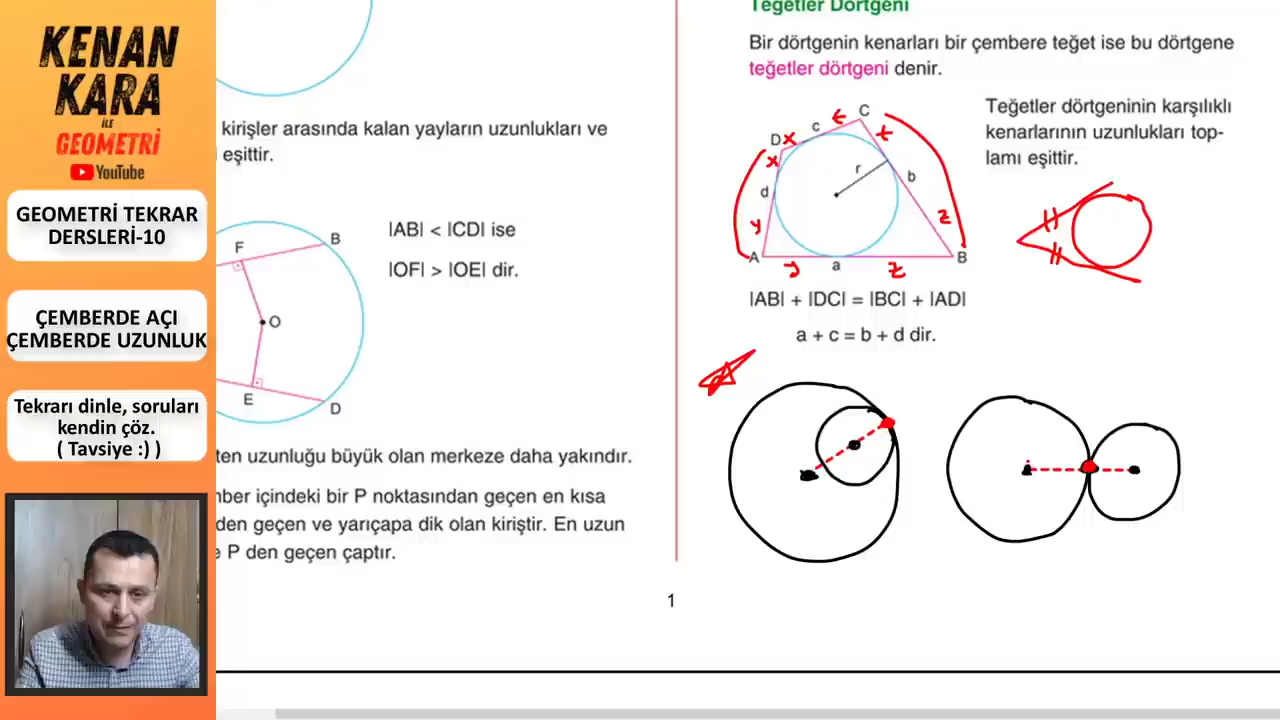 KENAN
KARA
İLE
GEOMETRİ
YouTube
GEOMETRİ TEKRAR
DERSLERİ-10
ÇEMBERDE AÇI
ÇEMBERDE UZUNLUK
Tekrarı dinle, soruları
kendin çöz.
( Tavsiye :) )
kirişler arasında kalan yayların uzunlukları ve
eşittir.
F
B
O
E
D
|AB| < |CD| ise
|OF| > |OE| dir.
uzunluğu büyük olan merkeze daha yakındır.
içindeki bir P noktasından geçen en kısa
geçen ve yarıçapa dik olan kiriştir. En uzun
P den geçen çaptır.
Teğetler Dörtgeni
Bir dörtgenin kenarları bir çembere teğet ise bu dörtgene
teğetler dörtgeni denir.
C
t
c
D
x
t
x
r
b
d
y
z
A
B
y
a
z
Teğetler dörtgeninin karşılıklı
kenarlarının uzunlukları top-
lamı eşittir.
|AB| + |DC| = |BC| + |AD|
a + c = b + d dir.
1